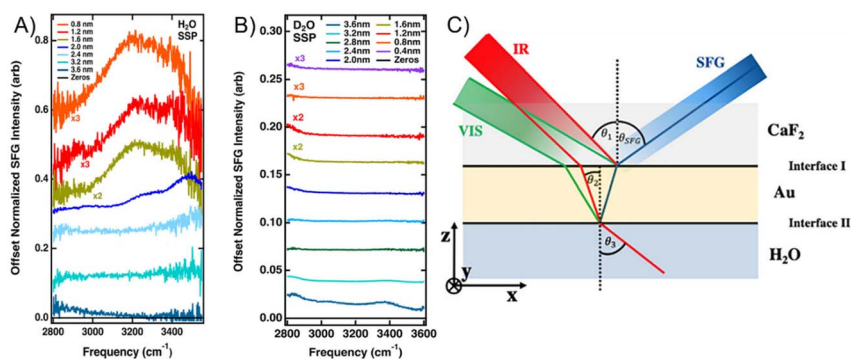 A)
H₂O
SSP
0.8 nm
1.2 nm
1.6 nm
2.0 nm
2.4 nm
3.2 nm
3.6 nm
Zeros
x3
x3
x2
0.8
0.6
0.4
0.2
0.0
2800 3000 3200 3400
Offset Normalized SFG Intensity (arb)
Frequency (cm⁻¹)
B)
D₂O
SSP
3.6nm 1.6nm
3.2nm 1.2nm
2.8nm 0.8nm
2.4nm 0.4nm
2.0nm Zeros
x3
x3
x2
x2
0.30
0.25
0.20
0.15
0.10
0.05
0.00
2800 3000 3200 3400 3600
Offset Normalized SFG Intensity (arb)
Frequency (cm⁻¹)
C)
IR
SFG
VIS
θ₁
θSFG
CaF₂
Interface I
θ₂
Au
Interface II
z
θ₃
H₂O
y
x